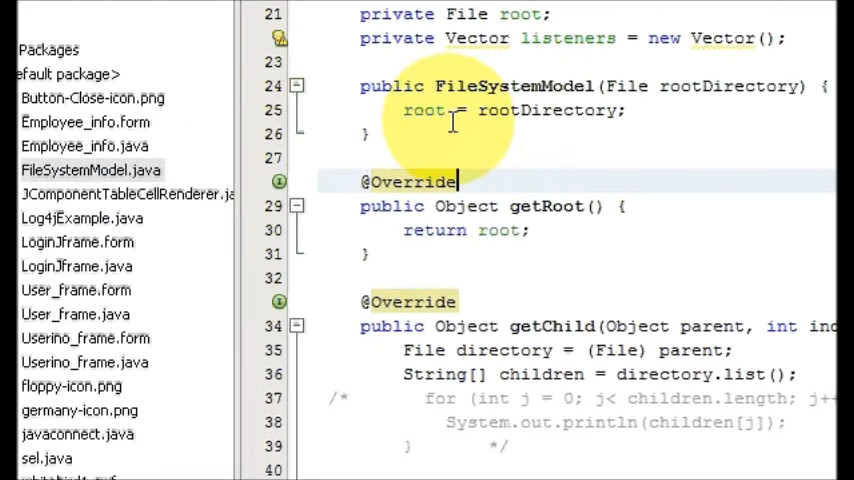 Packages
efault package>
Button-Close-icon.png
Employee_info.form
Employee_info.java
FileSystemModel.java
JComponentTableCellRenderer.ja
Log4jExample.java
LoginJframe.form
LoginJframe.java
User_frame.form
User_frame.java
Userino_frame.form
Userino_frame.java
floppy-icon.png
germany-icon.png
javaconnect.java
sel.java
21 private File root;
private Vector listeners = new Vector();
23
24 public FileSystemModel(File rootDirectory) {
25 root = rootDirectory;
26 }
27
@Override
29 public Object getRoot() {
30 return root;
31 }
32
@Override
34 public Object getChild(Object parent, int ind
35 File directory = (File) parent;
36 String[] children = directory.list();
37 /* for (int j = 0; j< children.length; j++
38 System.out.println(children[j]);
39 } */
40